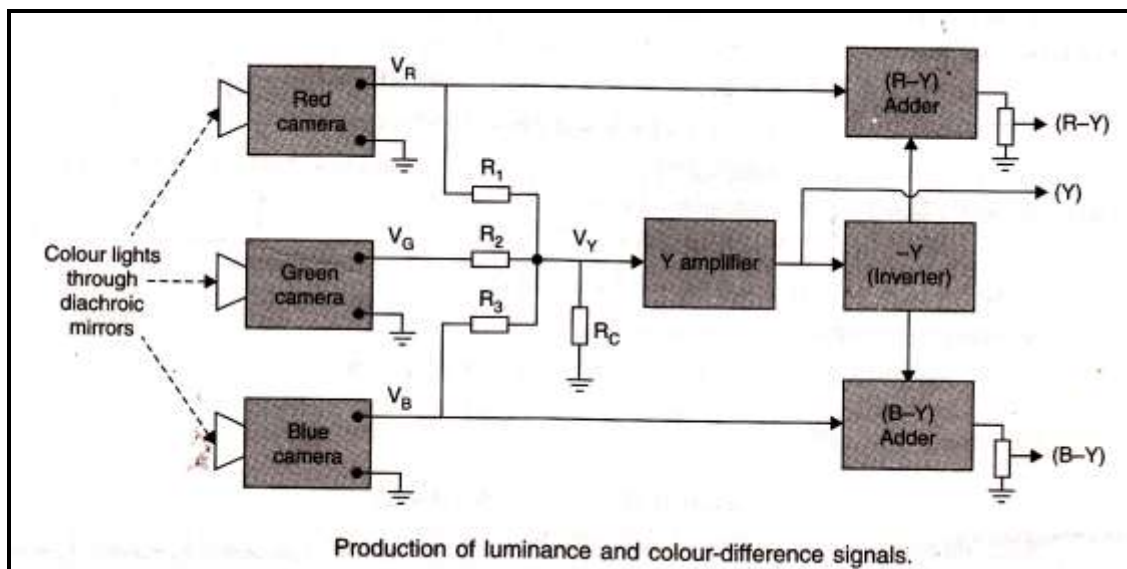 Red
camera
V_R
(R–Y)
Adder
(R–Y)
R_1
(Y)
Colour lights
through
diachroic
mirrors
Green
camera
V_G
R_2
V_Y
Y amplifier
–Y
(Inverter)
R_3
R_C
Blue
camera
V_B
(B–Y)
Adder
(B–Y)
Production of luminance and colour-difference signals.